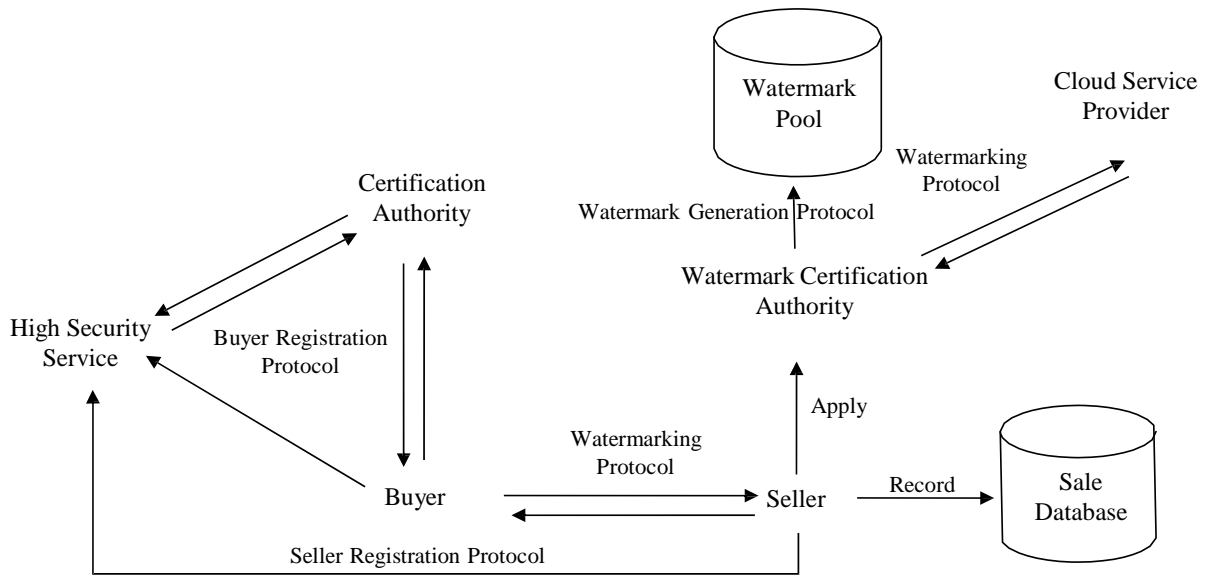 Watermark
Pool
Cloud Service
Provider
Watermarking
Protocol
Certification
Authority
Watermark Generation Protocol
Watermark Certification
Authority
High Security
Service
Buyer Registration
Protocol
Apply
Watermarking
Protocol
Buyer
Seller
Record
Sale
Database
Seller Registration Protocol